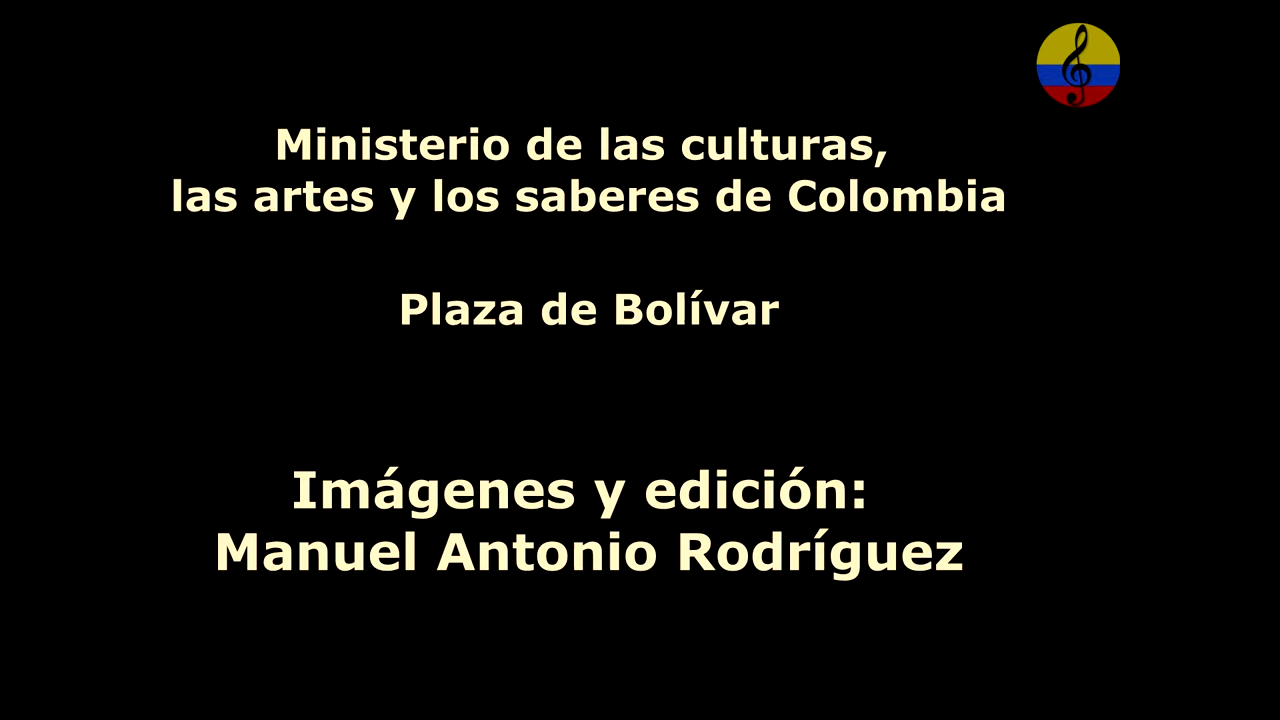 Ministerio de las culturas,
las artes y los saberes de Colombia
Plaza de Bolívar
Imágenes y edición:
Manuel Antonio Rodríguez